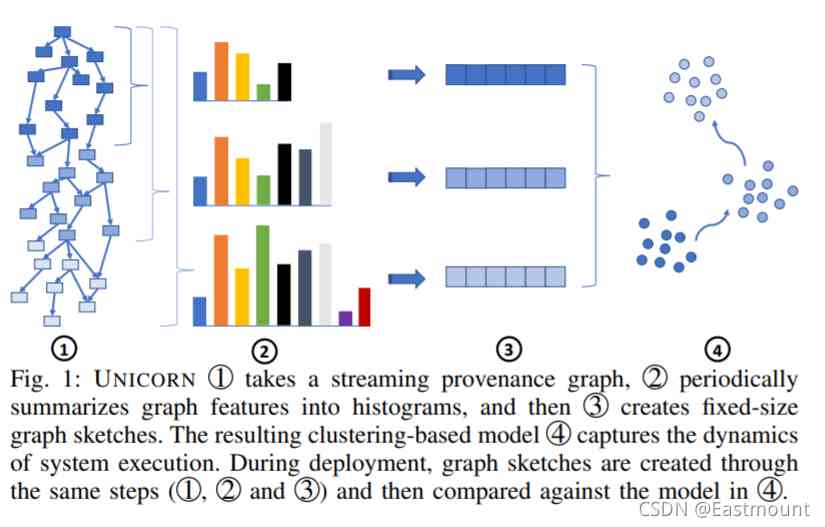 ① ② ③ ④
Fig. 1: UNICORN ① takes a streaming provenance graph, ② periodically
summarizes graph features into histograms, and then ③ creates fixed-size
graph sketches. The resulting clustering-based model ④ captures the dynamics
of system execution. During deployment, graph sketches are created through
the same steps (①, ② and ③) and then compared against the model in ④.
CSDN @Eastmount